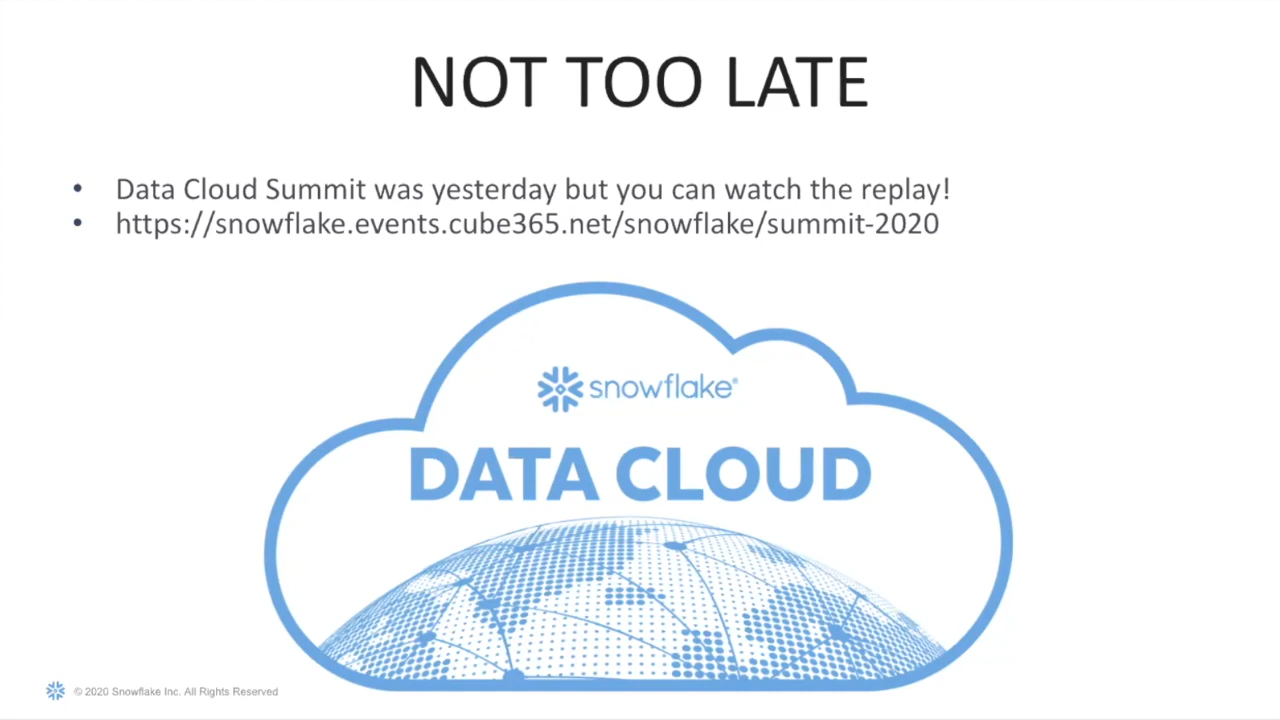 NOT TOO LATE
• Data Cloud Summit was yesterday but you can watch the replay!
• https://snowflake.events.cube365.net/snowflake/summit-2020
snowflake®
DATA CLOUD
© 2020 Snowflake Inc. All Rights Reserved